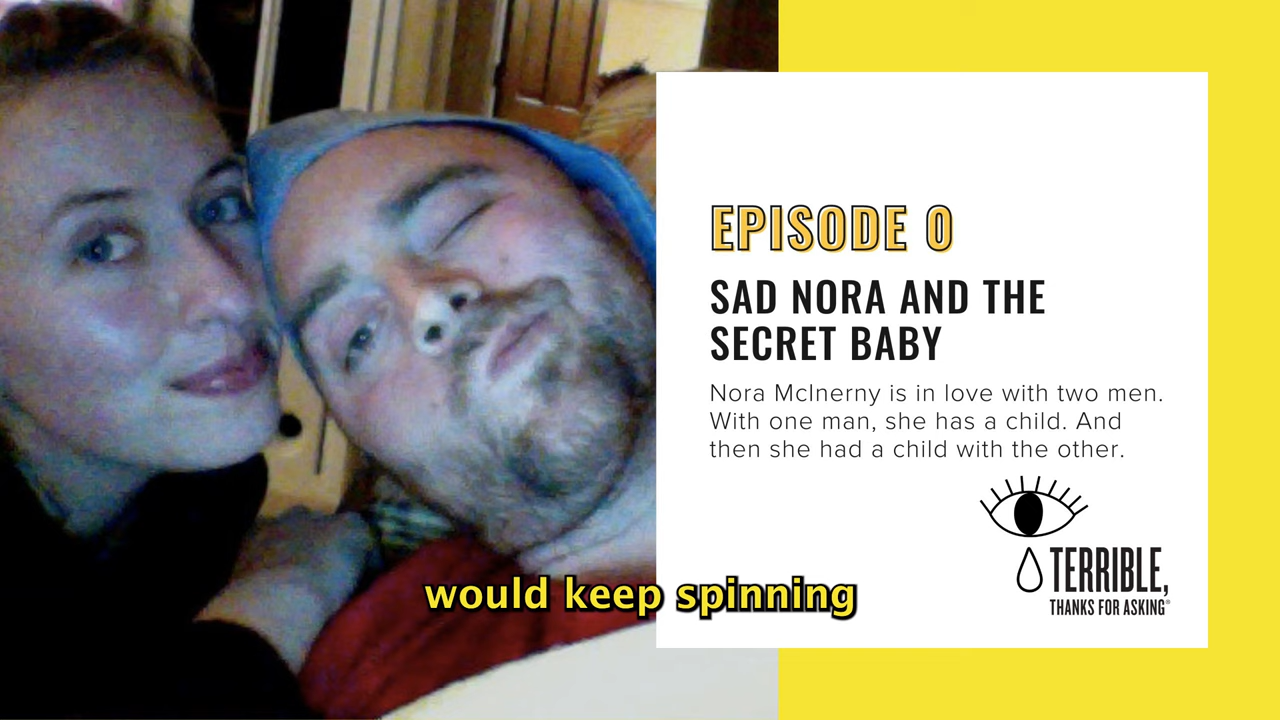 EPISODE 0
SAD NORA AND THE
SECRET BABY
Nora McInerny is in love with two men.
With one man, she has a child. And
then she had a child with the other.
TERRIBLE,
THANKS FOR ASKING®
would keep spinning